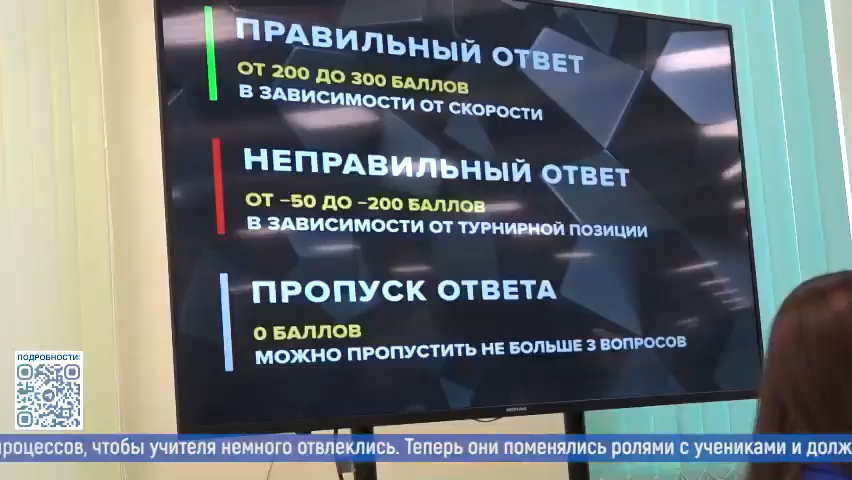 ПРАВИЛЬНЫЙ ОТВЕТ
ОТ 200 ДО 300 БАЛЛОВ
В ЗАВИСИМОСТИ ОТ СКОРОСТИ
НЕПРАВИЛЬНЫЙ ОТВЕТ
ОТ –50 ДО –200 БАЛЛОВ
В ЗАВИСИМОСТИ ОТ ТУРНИРНОЙ ПОЗИЦИИ
ПРОПУСК ОТВЕТА
0 БАЛЛОВ
МОЖНО ПРОПУСТИТЬ НЕ БОЛЬШЕ 3 ВОПРОСОВ
ПОДРОБНОСТИ:
процессов, чтобы учителя немного отвлеклись. Теперь они поменялись ролями с учениками и долж